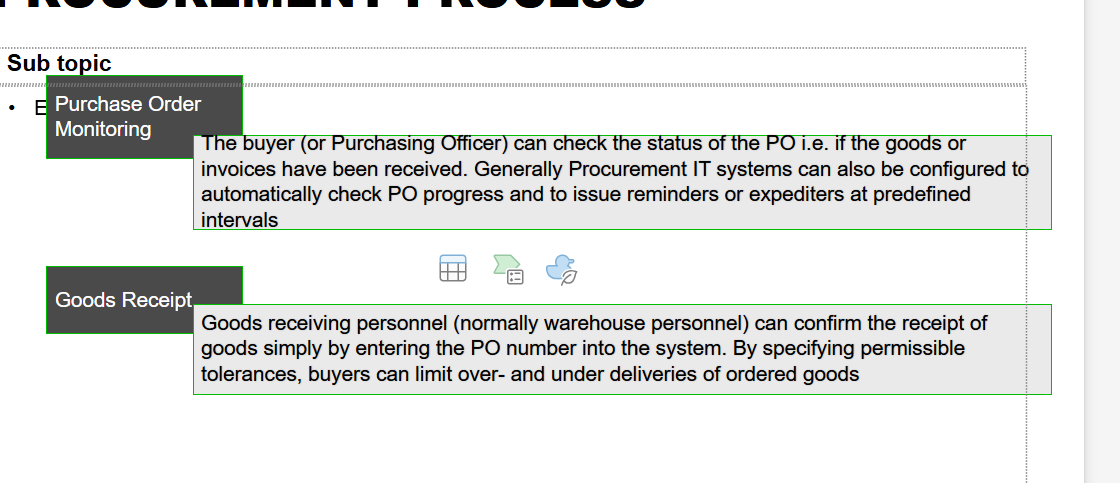 PROCUREMENT PROCESS
Sub topic
• E
Purchase Order
Monitoring
The buyer (or Purchasing Officer) can check the status of the PO i.e. if the goods or
invoices have been received. Generally Procurement IT systems can also be configured to
automatically check PO progress and to issue reminders or expediters at predefined
intervals
Goods Receipt
Goods receiving personnel (normally warehouse personnel) can confirm the receipt of
goods simply by entering the PO number into the system. By specifying permissible
tolerances, buyers can limit over- and under deliveries of ordered goods